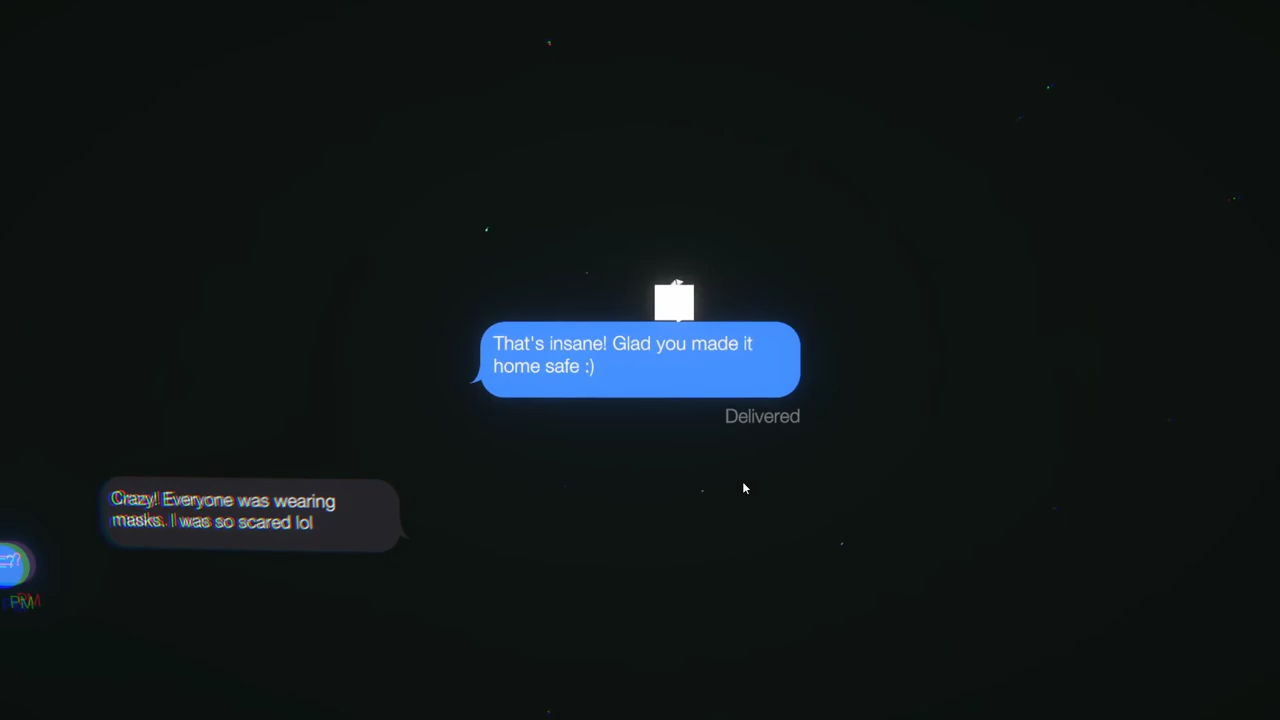 That's insane! Glad you made it
home safe :)
Delivered
Crazy! Everyone was wearing
masks. I was so scared lol
PM